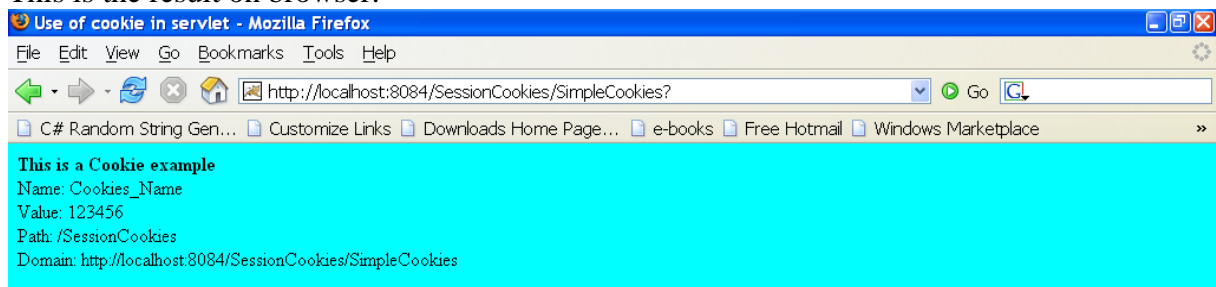 This is the result on browser.
Use of cookie in servlet - Mozilla Firefox
File Edit View Go Bookmarks Tools Help
http://localhost:8084/SessionCookies/SimpleCookies? Go G
C# Random String Gen... Customize Links Downloads Home Page... e-books Free Hotmail Windows Marketplace »
This is a Cookie example
Name: Cookies_Name
Value: 123456
Path: /SessionCookies
Domain: http://localhost:8084/SessionCookies/SimpleCookies